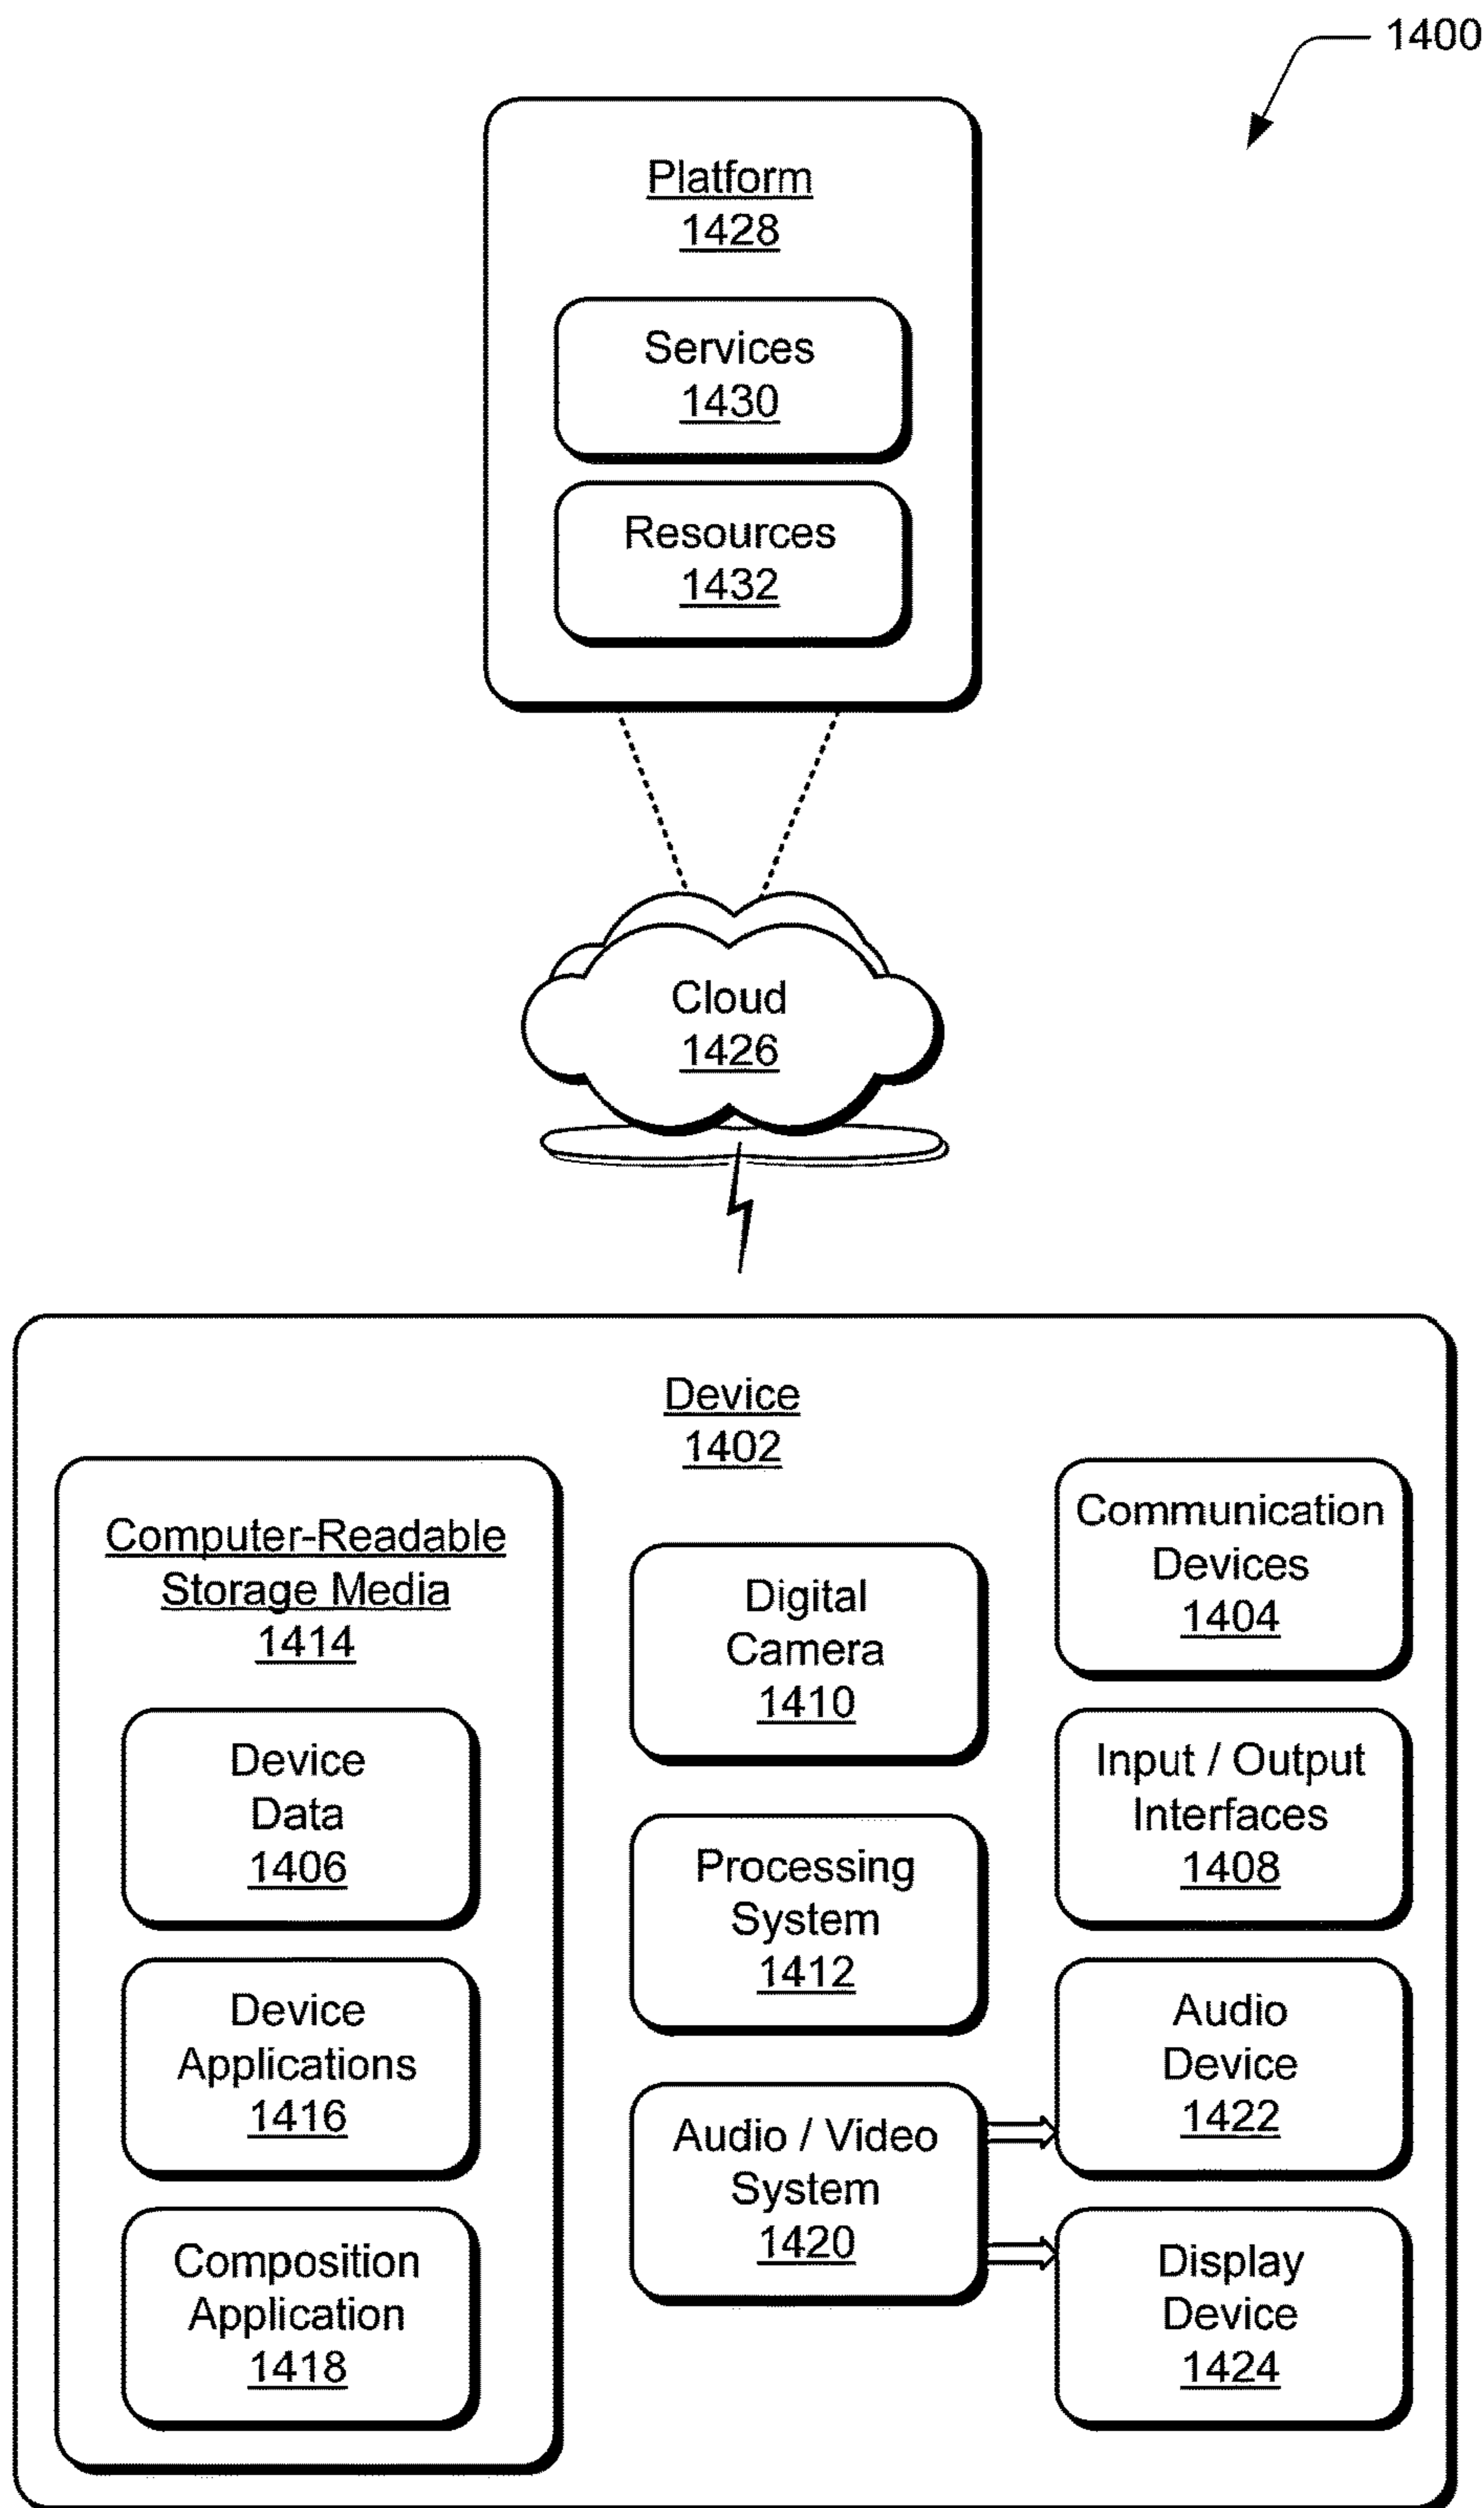 1400
Platform
1428
Services
1430
Resources
1432
Cloud
1426
Device
1402
Computer-Readable
Storage Media
1414
Device
Data
1406
Device
Applications
1416
Composition
Application
1418
Digital
Camera
1410
Processing
System
1412
Audio / Video
System
1420
Communication
Devices
1404
Input / Output
Interfaces
1408
Audio
Device
1422
Display
Device
1424